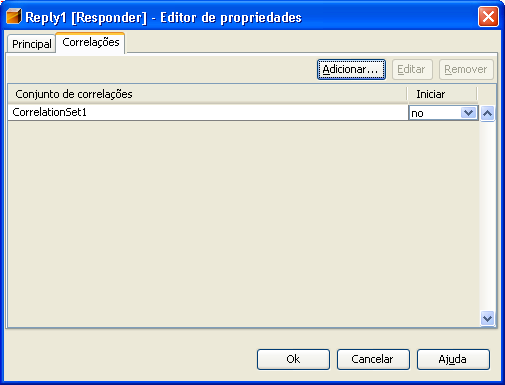 Reply1 [Responder] - Editor de propriedades
Principal Correlações
Adicionar... Editar Remover
Conjunto de correlações Iniciar
CorrelationSet1 no
Ok Cancelar Ajuda